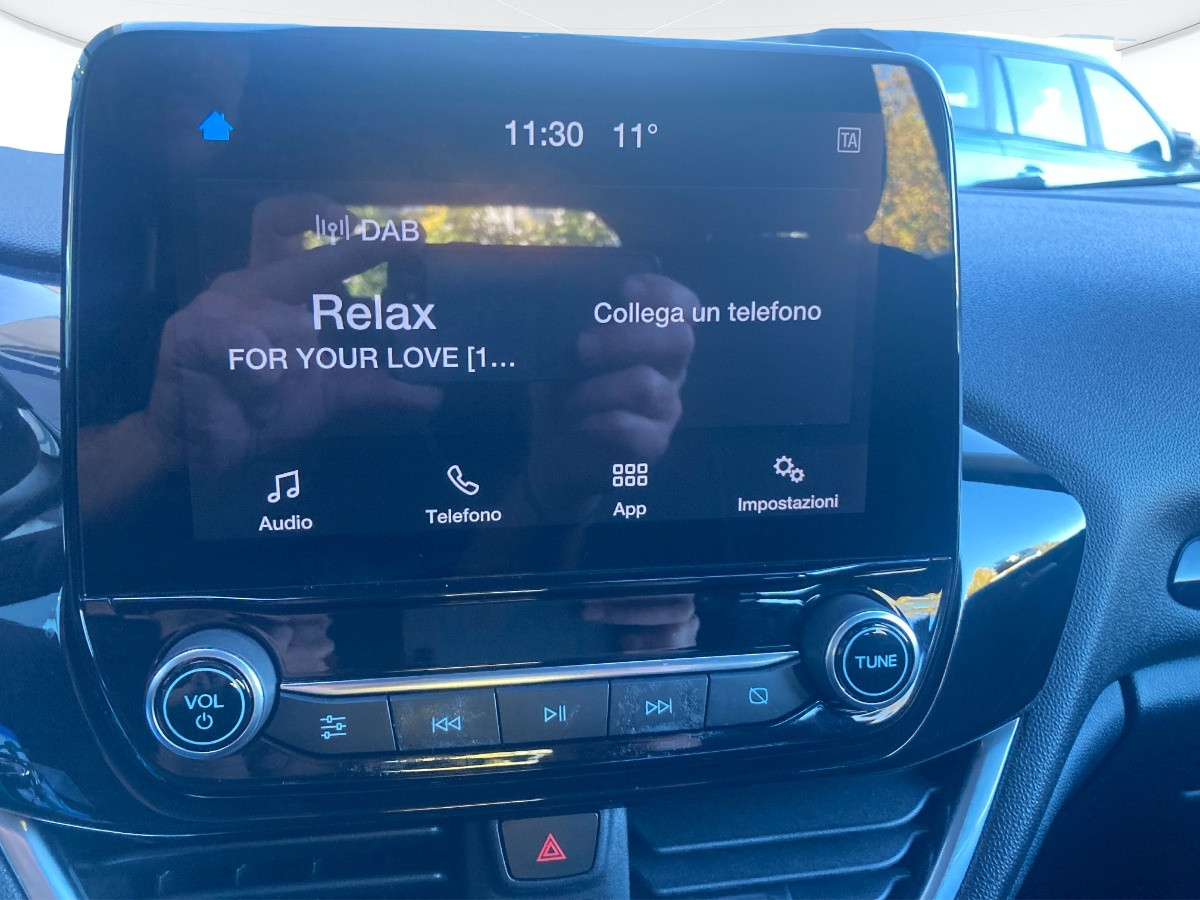 11:30 11° TA
DAB
Relax
FOR YOUR LOVE [1...
Collega un telefono
Audio
Telefono
App
Impostazioni
VOL
TUNE